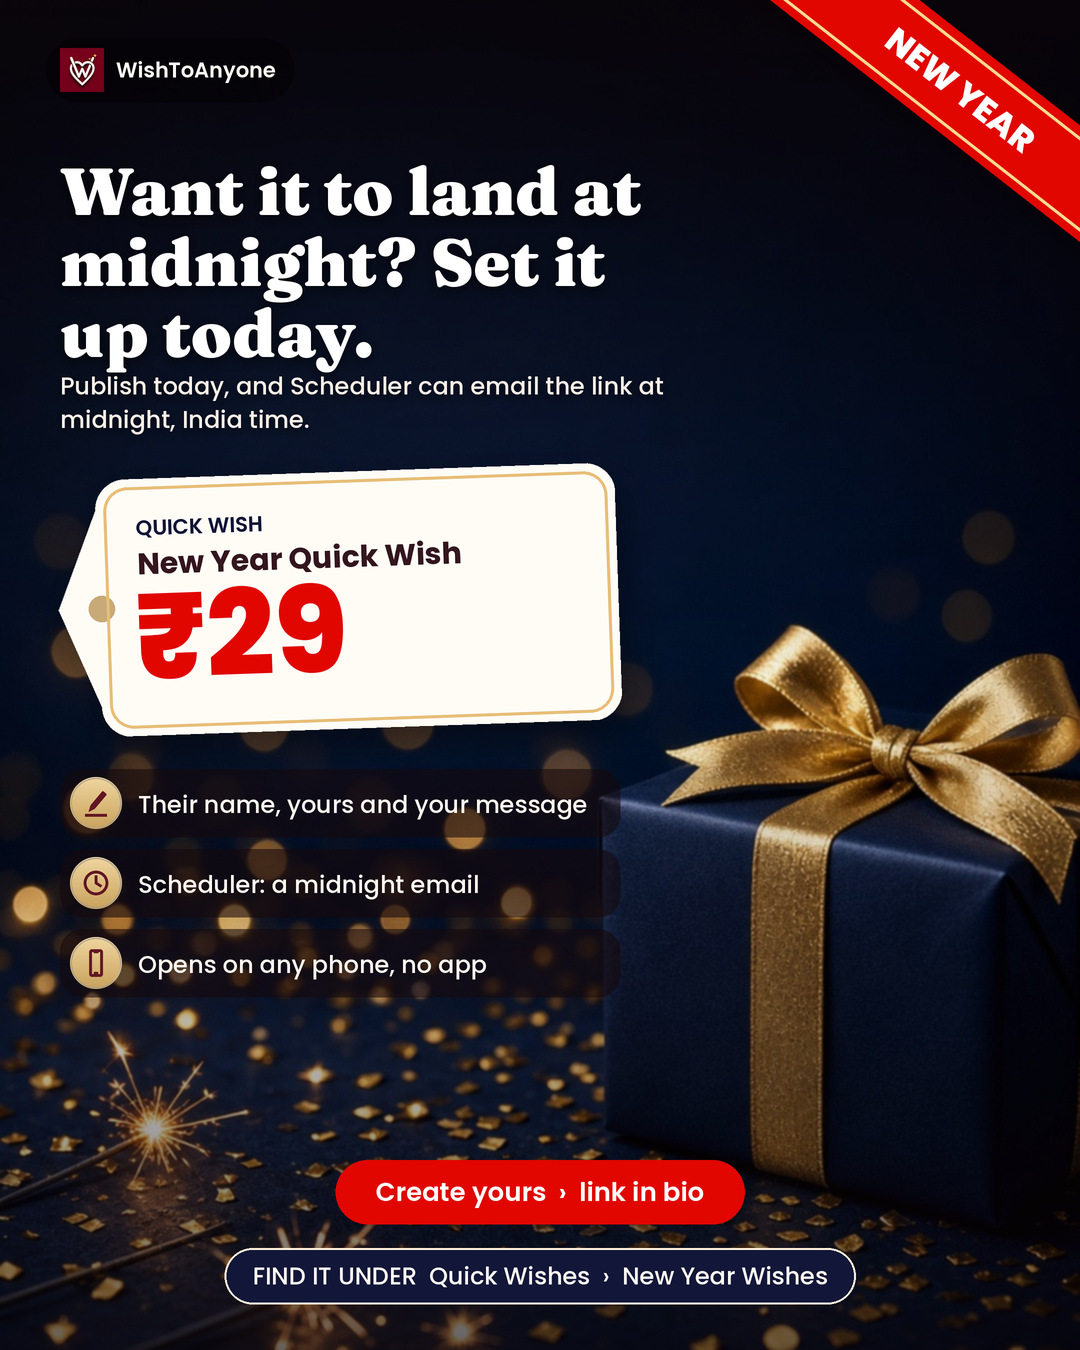 WishToAnyone
NEW YEAR
Want it to land at
midnight? Set it
up today.
Publish today, and Scheduler can email the link at
midnight, India time.
QUICK WISH
New Year Quick Wish
₹29
Their name, yours and your message
Scheduler: a midnight email
Opens on any phone, no app
Create yours › link in bio
FIND IT UNDER Quick Wishes › New Year Wishes